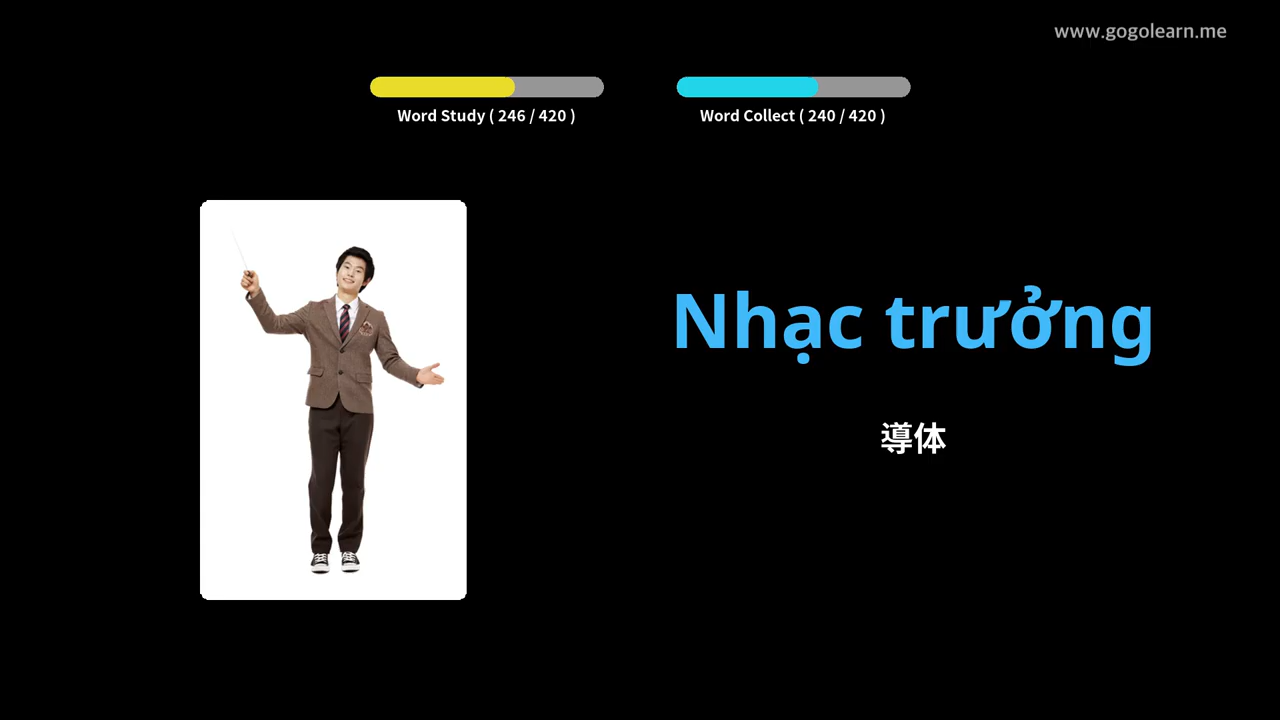 www.gogolearn.me
Word Study ( 246 / 420 )
Word Collect ( 240 / 420 )
Nhạc trưởng
導体